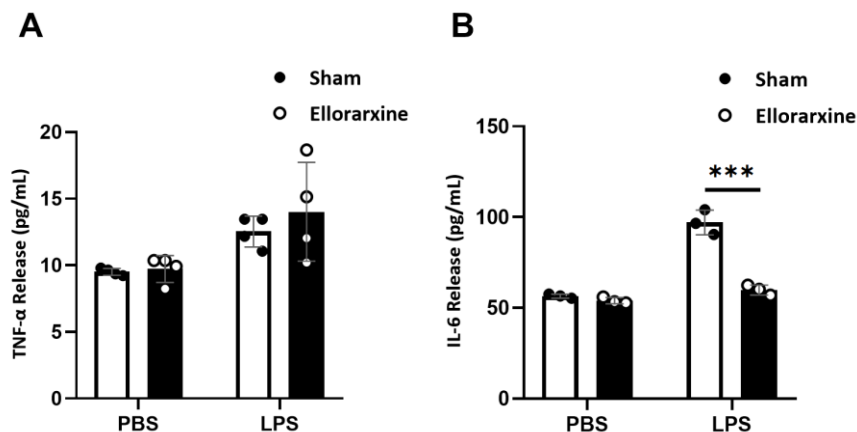 A
Sham
Ellorarxine
TNF-α Release (pg/mL)
20
15
10
5
0
PBS
LPS
B
Sham
Ellorarxine
IL-6 Release (pg/mL)
150
100
50
0
***
PBS
LPS